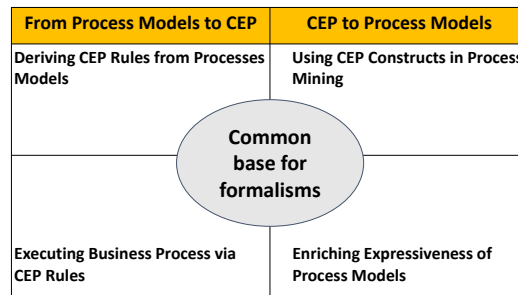 From Process Models to CEP
CEP to Process Models
Deriving CEP Rules from Processes
Models
Using CEP Constructs in Process
Mining
Common
base for
formalisms
Executing Business Process via
CEP Rules
Enriching Expressiveness of
Process Models